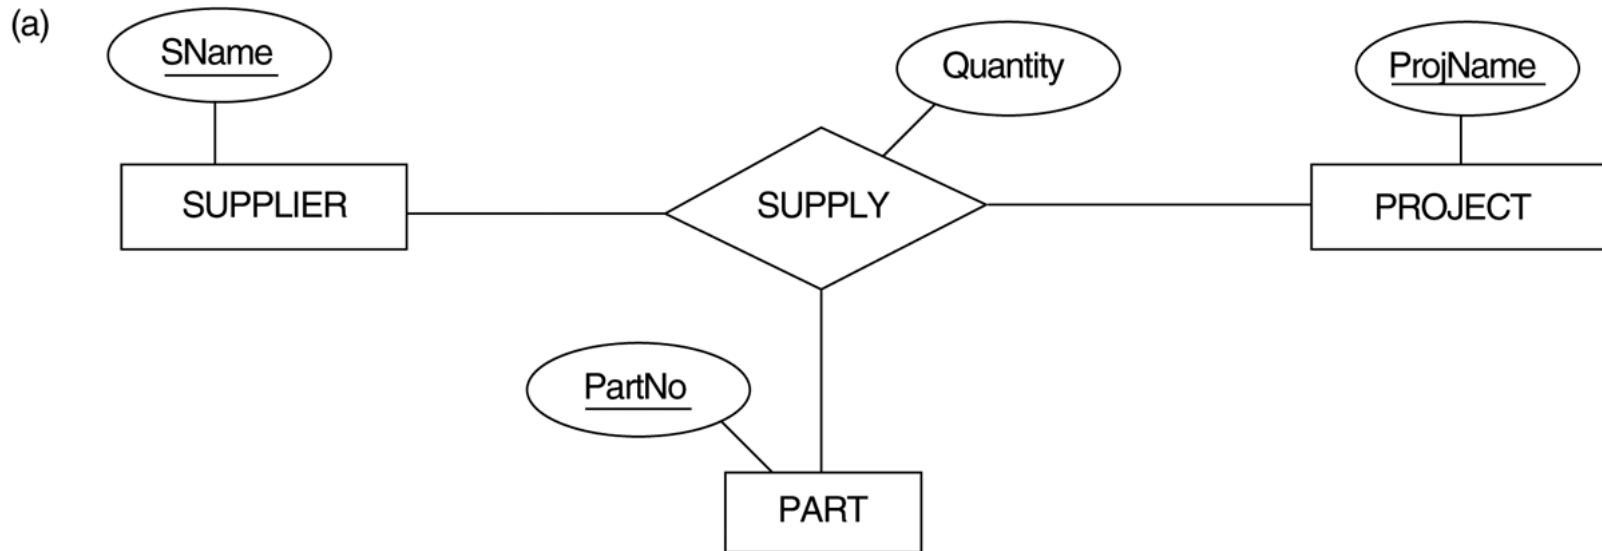 (a)
SName
Quantity
ProjName
SUPPLIER
SUPPLY
PROJECT
PartNo
PART